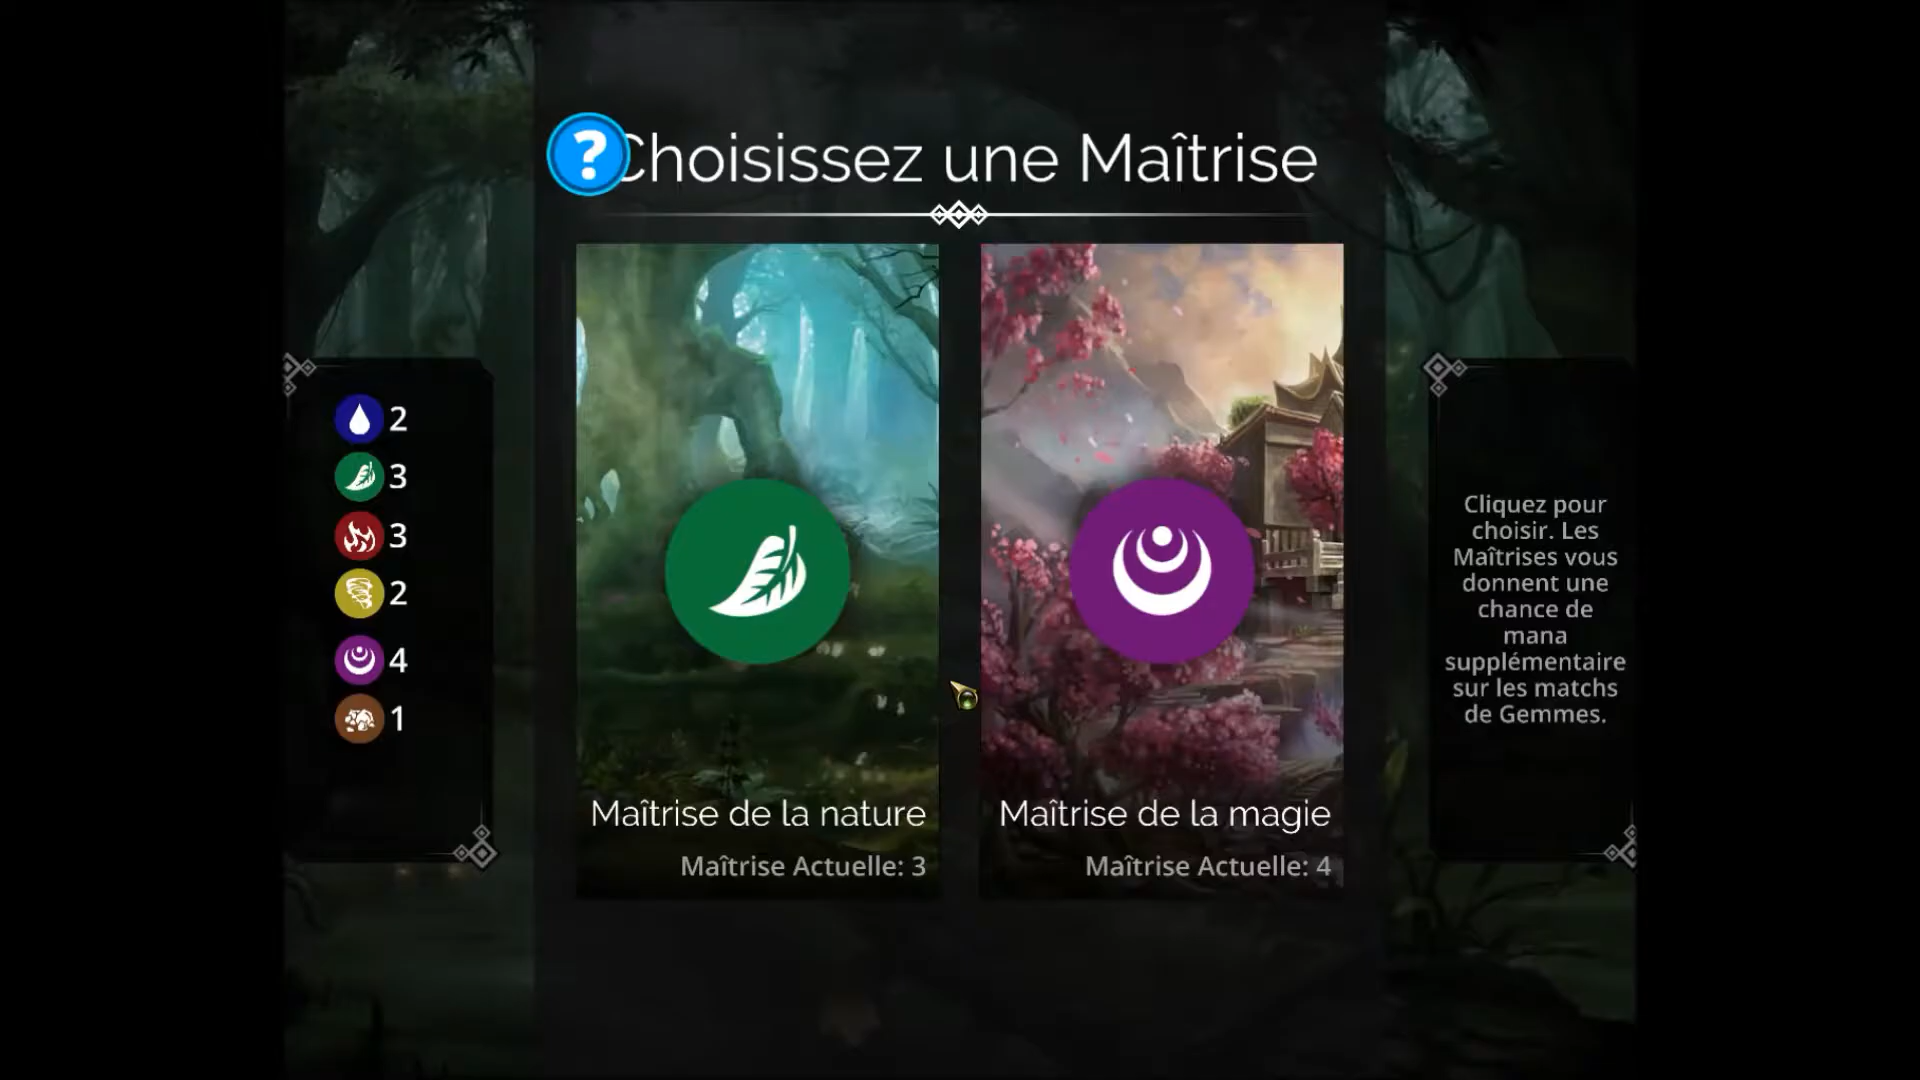 ?
Choisissez une Maîtrise
2
3
3
2
4
1
Maîtrise de la nature
Maîtrise Actuelle: 3
Maîtrise de la magie
Maîtrise Actuelle: 4
Cliquez pour
choisir. Les
Maîtrises vous
donnent une
chance de
mana
supplémentaire
sur les matchs
de Gemmes.